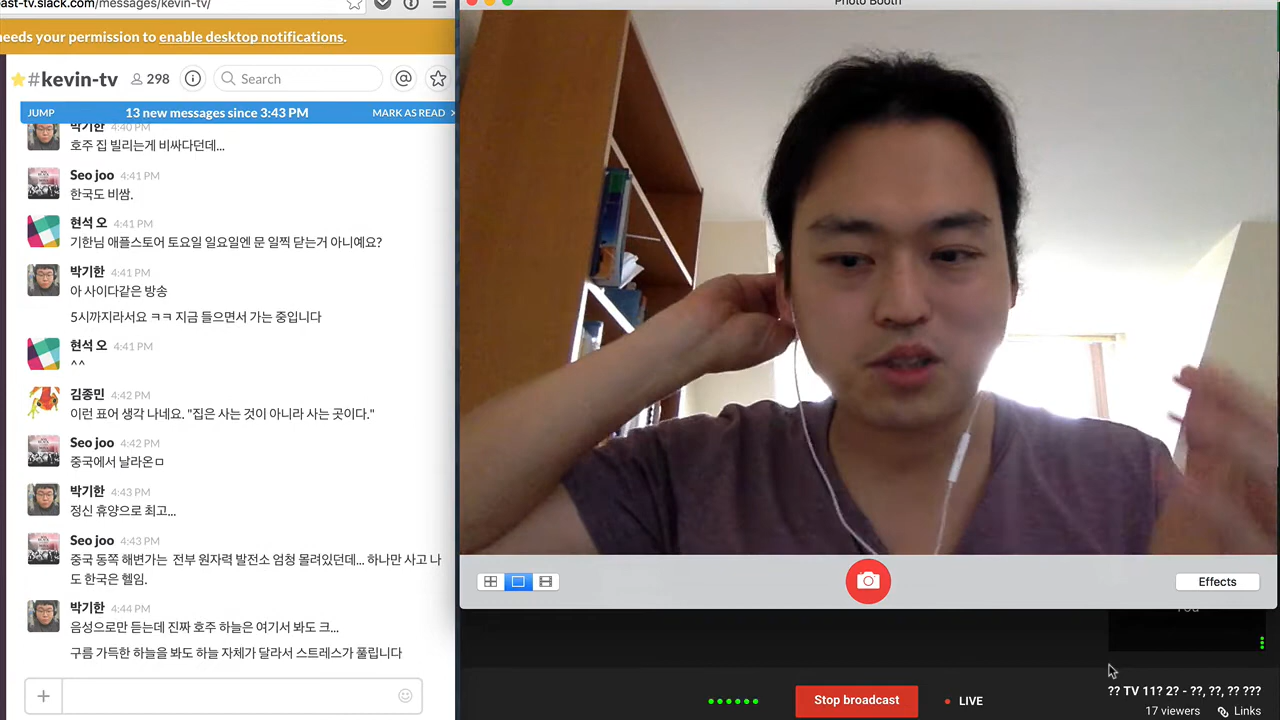 ast-tv.slack.com/messages/kevin-tv/
Photo Booth
eeds your permission to enable desktop notifications.
#kevin-tv 298 Search
JUMP 13 new messages since 3:43 PM MARK AS READ
박기한 4:40 PM
호주 집 빌리는게 비싸다던데...
Seo joo 4:41 PM
한국도 비쌈.
현석 오 4:41 PM
기한님 애플스토어 토요일 일요일엔 문 일찍 닫는거 아니예요?
박기한 4:41 PM
아 사이다같은 방송
5시까지라서요 ㅋㅋ 지금 들으면서 가는 중입니다
현석 오 4:41 PM
^^
김종민 4:42 PM
이런 표어 생각 나네요. "집은 사는 것이 아니라 사는 곳이다."
Seo joo 4:42 PM
중국에서 날라온ㅁ
박기한 4:43 PM
정신 휴양으로 최고...
Seo joo 4:43 PM
중국 동쪽 해변가는 전부 원자력 발전소 엄청 몰려있던데... 하나만 사고 나
도 한국은 헬임.
박기한 4:44 PM
음성으로만 듣는데 진짜 호주 하늘은 여기서 봐도 크...
구름 가득한 하늘을 봐도 하늘 자체가 달라서 스트레스가 풀립니다
Effects
You
Stop broadcast
LIVE
?? TV 11? 2? - ??, ??, ?? ???
17 viewers Links